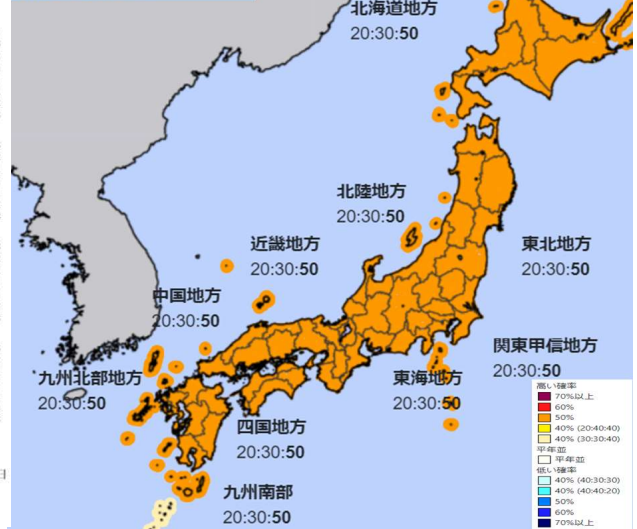 北海道地方
20:30:50
北陸地方
20:30:50
近畿地方
20:30:50
東北地方
20:30:50
中国地方
20:30:50
関東甲信地方
20:30:50
九州北部地方
20:30:50
東海地方
20:30:50
四国地方
20:30:50
九州南部
20:30:50
高い確率
70%以上
60%
50%
40% (20:40:40)
40% (30:30:40)
平年並
平年並
低い確率
40% (40:30:30)
40% (40:40:20)
50%
60%
70%以上
日